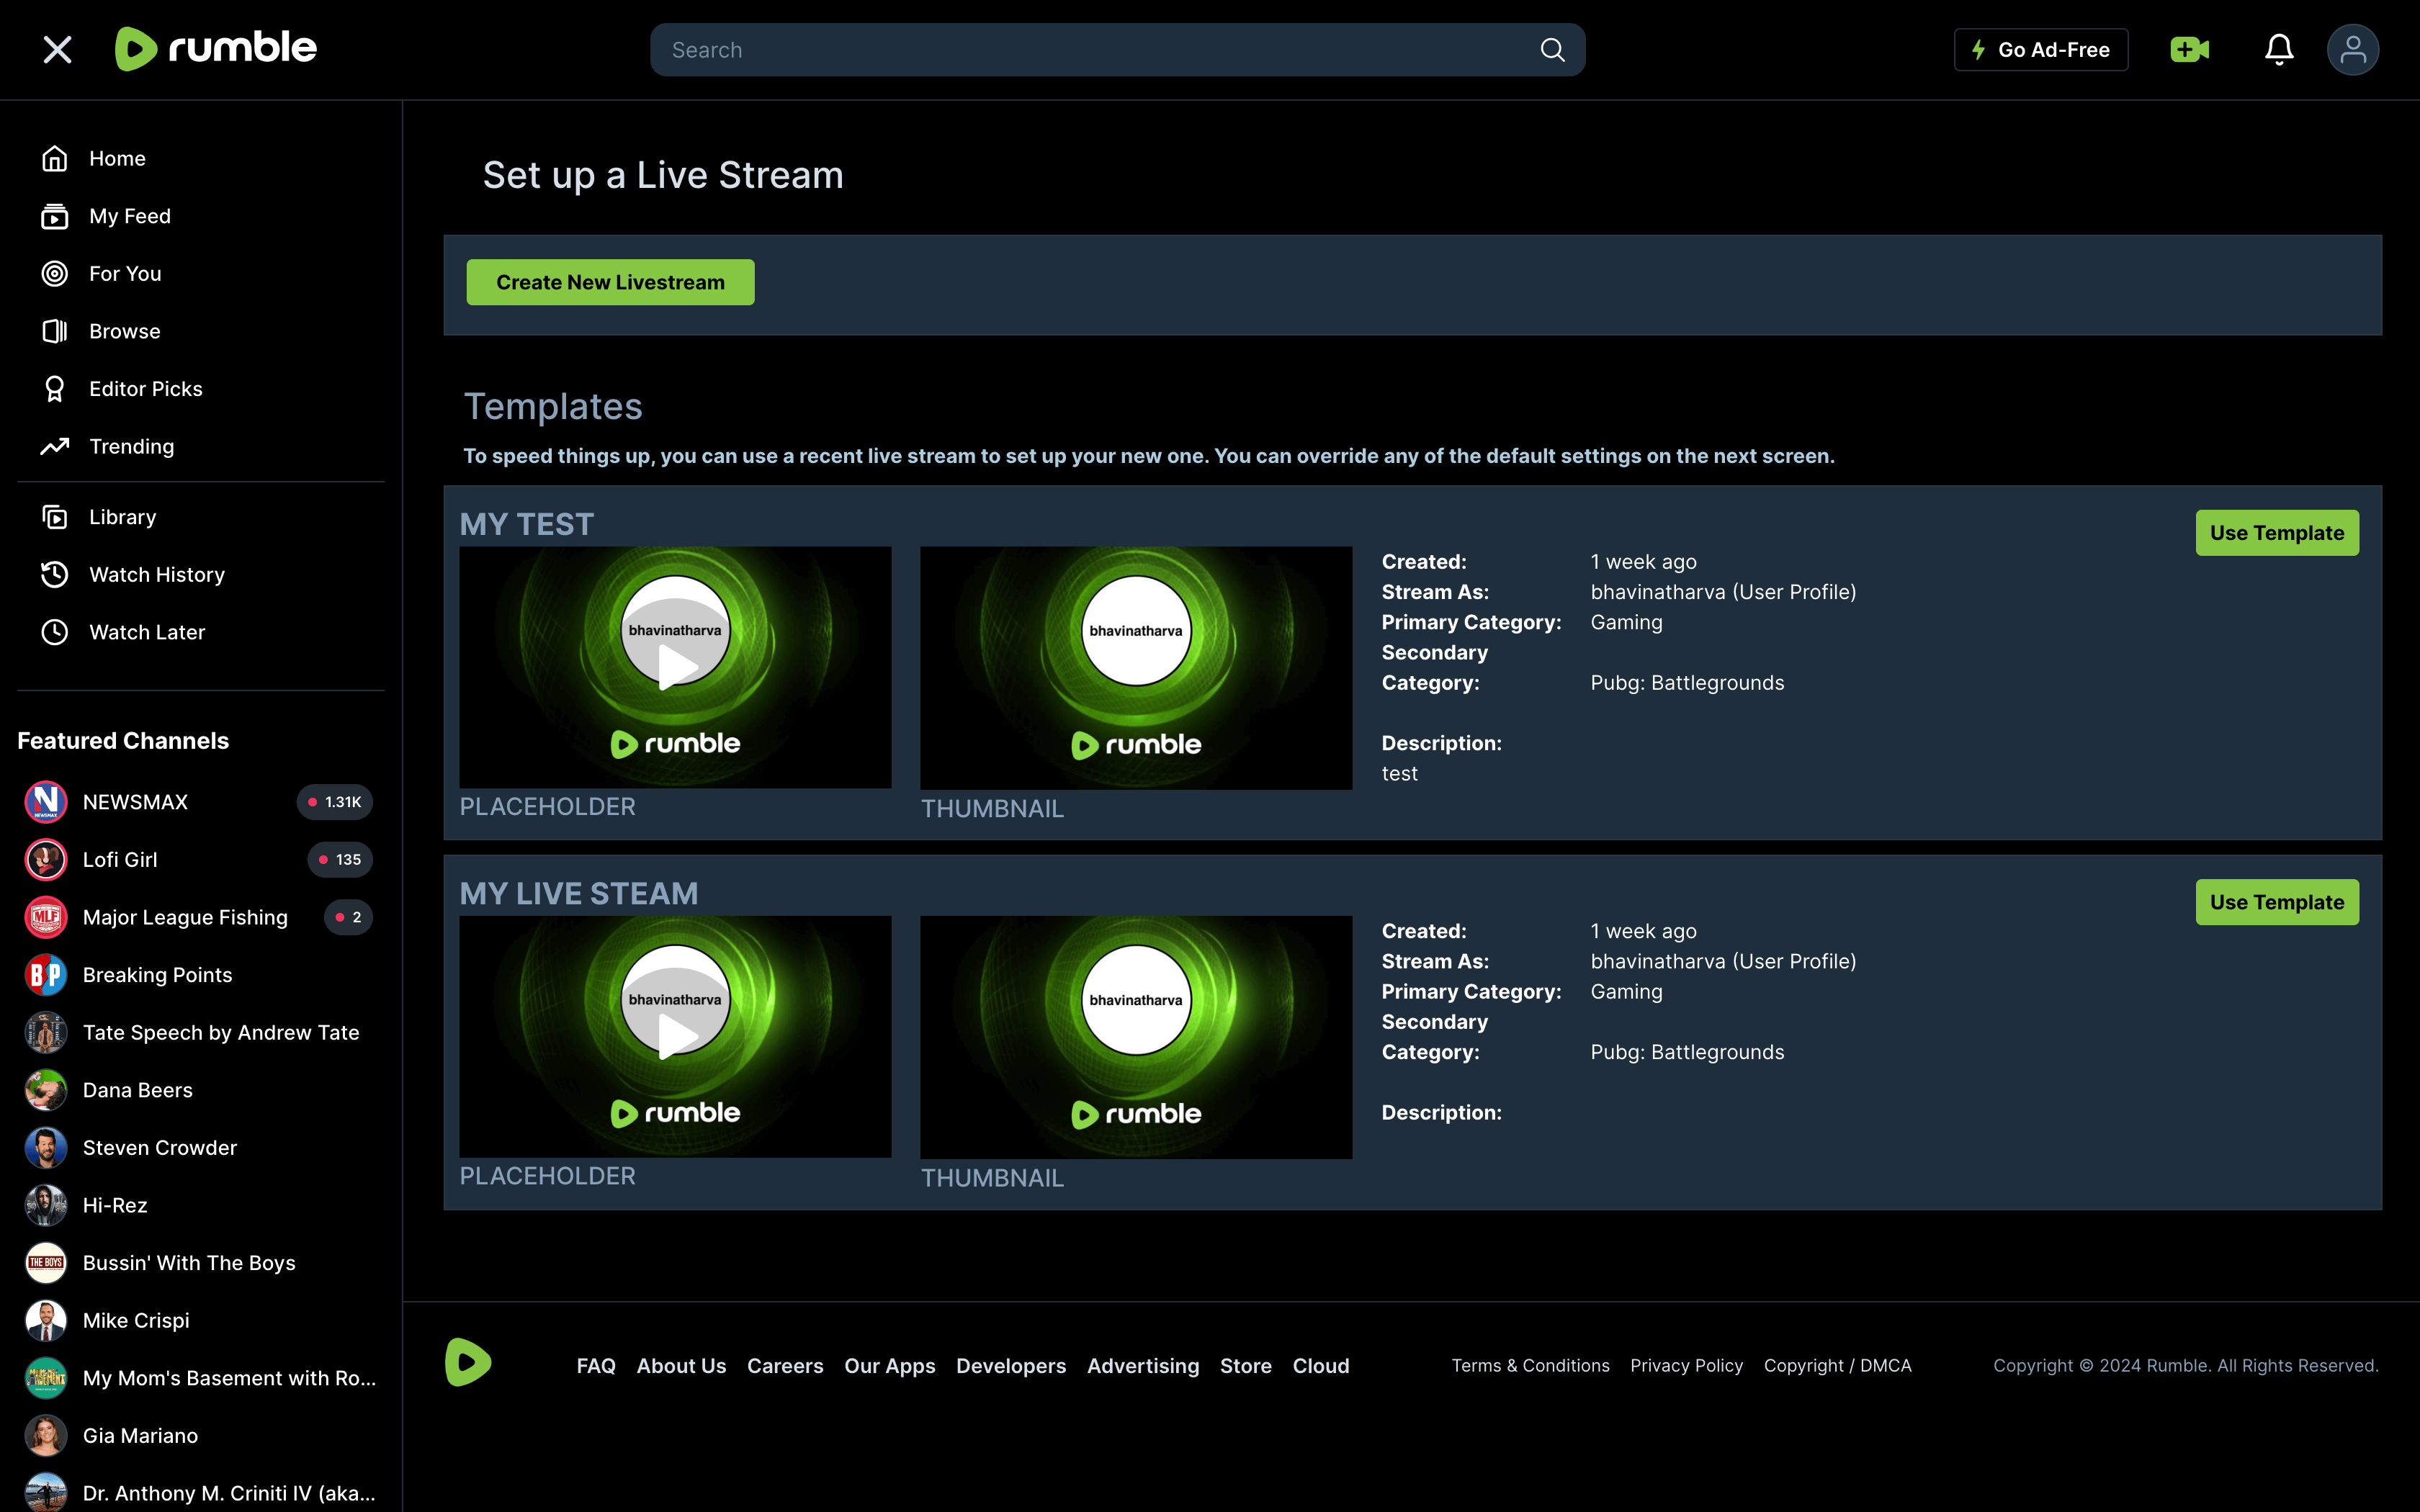 rumble
Search
Go Ad-Free
Home
My Feed
For You
Browse
Editor Picks
Trending
Library
Watch History
Watch Later
Featured Channels
NEWSMAX 1.31K
Lofi Girl 135
Major League Fishing 2
Breaking Points
Tate Speech by Andrew Tate
Dana Beers
Steven Crowder
Hi-Rez
Bussin' With The Boys
Mike Crispi
My Mom's Basement with Ro...
Gia Mariano
Dr. Anthony M. Criniti IV (aka...
N
NEWSMAX
MLF
BP
THE BOYS
Set up a Live Stream
Create New Livestream
Templates
To speed things up, you can use a recent live stream to set up your new one. You can override any of the default settings on the next screen.
MY TEST
Use Template
bhavinatharva
rumble
PLACEHOLDER
bhavinatharva
rumble
THUMBNAIL
Created: 1 week ago
Stream As: bhavinatharva (User Profile)
Primary Category: Gaming
Secondary
Category: Pubg: Battlegrounds
Description:
test
MY LIVE STEAM
Use Template
bhavinatharva
rumble
PLACEHOLDER
bhavinatharva
rumble
THUMBNAIL
Created: 1 week ago
Stream As: bhavinatharva (User Profile)
Primary Category: Gaming
Secondary
Category: Pubg: Battlegrounds
Description:
FAQ About Us Careers Our Apps Developers Advertising Store Cloud Terms & Conditions Privacy Policy Copyright / DMCA Copyright © 2024 Rumble. All Rights Reserved.